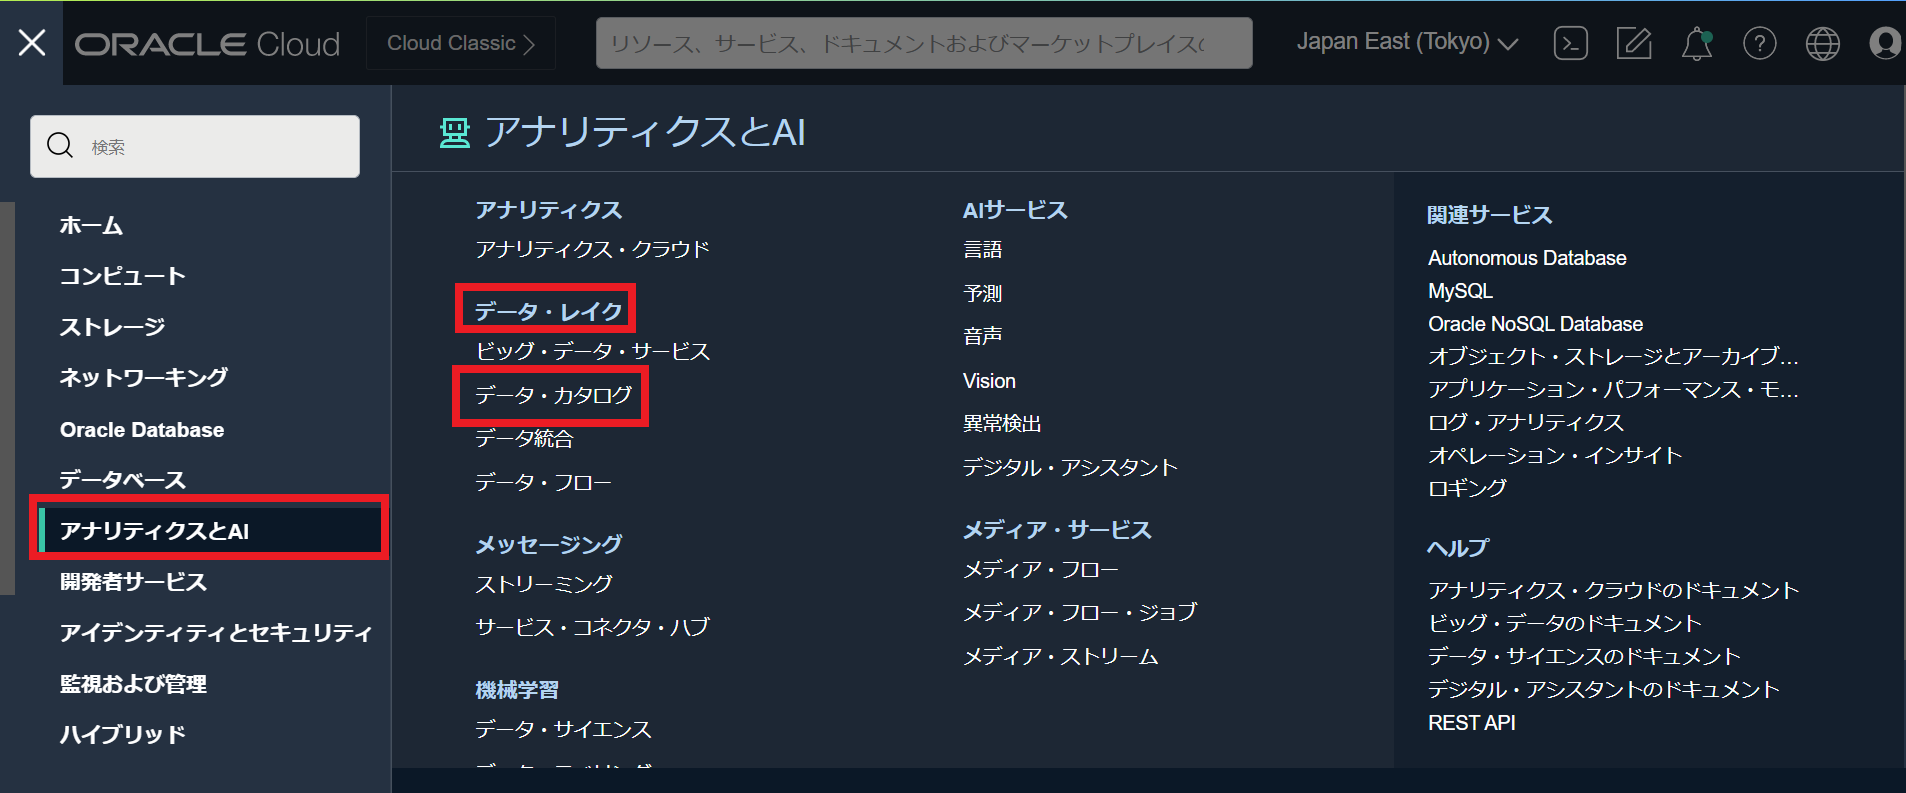 ORACLE Cloud
Cloud Classic
リソース、サービス、ドキュメントおよびマーケットプレイスの
Japan East (Tokyo)
検索
ホーム
コンピュート
ストレージ
ネットワーキング
Oracle Database
データベース
アナリティクスとAI
開発者サービス
アイデンティティとセキュリティ
監視および管理
ハイブリッド
アナリティクスとAI
アナリティクス
アナリティクス・クラウド
データ・レイク
ビッグ・データ・サービス
データ・カタログ
データ統合
データ・フロー
メッセージング
ストリーミング
サービス・コネクタ・ハブ
機械学習
データ・サイエンス
AIサービス
言語
予測
音声
Vision
異常検出
デジタル・アシスタント
メディア・サービス
メディア・フロー
メディア・フロー・ジョブ
メディア・ストリーム
関連サービス
Autonomous Database
MySQL
Oracle NoSQL Database
オブジェクト・ストレージとアーカイブ...
アプリケーション・パフォーマンス・モ...
ログ・アナリティクス
オペレーション・インサイト
ロギング
ヘルプ
アナリティクス・クラウドのドキュメント
ビッグ・データのドキュメント
データ・サイエンスのドキュメント
デジタル・アシスタントのドキュメント
REST API